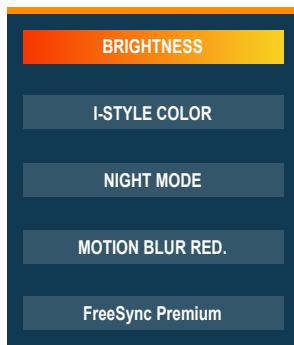 BRIGHTNESS
I-STYLE COLOR
NIGHT MODE
MOTION BLUR RED.
FreeSync Premium